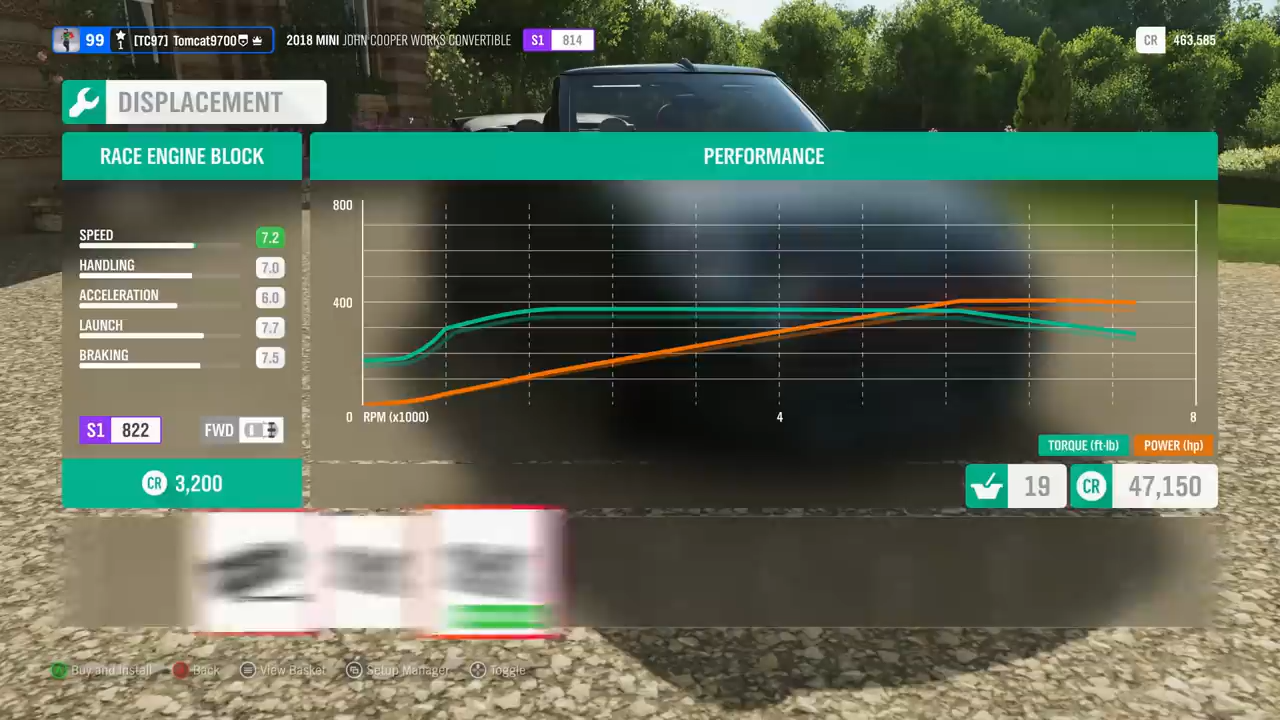 99 1 [TC97] Tomcat9700 2018 MINI JOHN COOPER WORKS CONVERTIBLE S1 814 CR 463,585
DISPLACEMENT
RACE ENGINE BLOCK
PERFORMANCE
SPEED 7.2
HANDLING 7.0
ACCELERATION 6.0
LAUNCH 7.7
BRAKING 7.5
S1 822 FWD
CR 3,200
800
400
0 RPM (x1000) 4 8
TORQUE (ft·lb) POWER (hp)
19 CR 47,150
Buy and Install Back View Basket Setup Manager Toggle